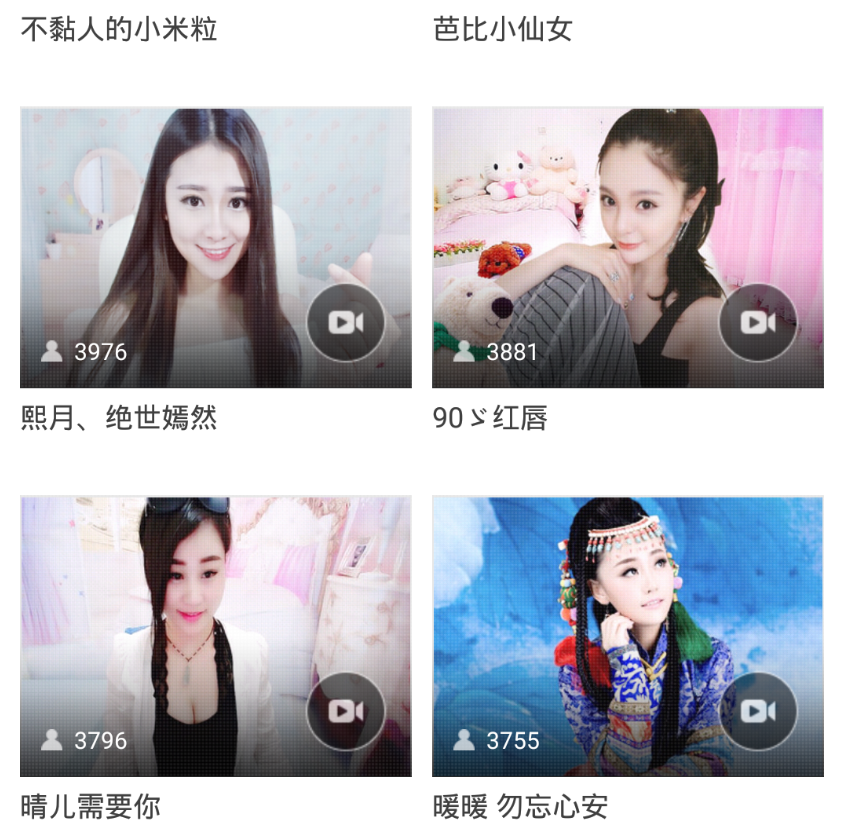 不黏人的小米粒
芭比小仙女
3976
3881
熙月、绝世嫣然
90ゞ红唇
3796
3755
晴儿需要你
暖暖 勿忘心安